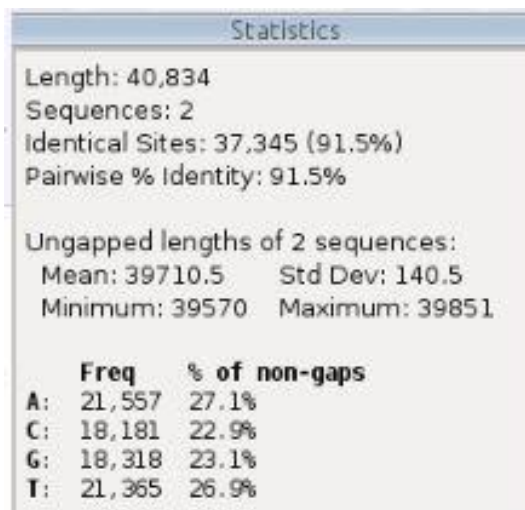 Statistics
Length: 40,834
Sequences: 2
Identical Sites: 37,345 (91.5%)
Pairwise % Identity: 91.5%
Ungapped lengths of 2 sequences:
Mean: 39710.5 Std Dev: 140.5
Minimum: 39570 Maximum: 39851
Freq % of non-gaps
A: 21,557 27.1%
C: 18,181 22.9%
G: 18,318 23.1%
T: 21,365 26.9%